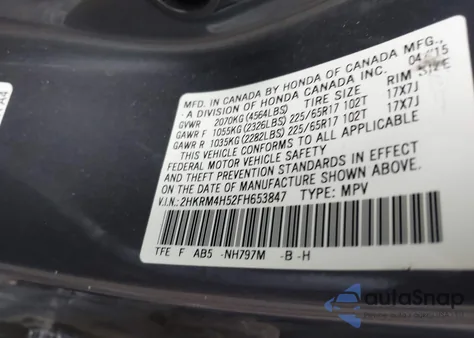 MFD. IN CANADA BY HONDA OF CANADA MFG.,
- A DIVISION OF HONDA CANADA INC. 04/15
GVWR 2070KG (4564LBS) TIRE SIZE RIM SIZE
GAWR F 1055KG (2326LBS) 225/65R17 102T 17X7J
GAWR R 1035KG (2282LBS) 225/65R17 102T 17X7J
THIS VEHICLE CONFORMS TO ALL APPLICABLE
FEDERAL MOTOR VEHICLE SAFETY
AND THEFT PREVENTION STANDARDS IN EFFECT
ON THE DATE OF MANUFACTURE SHOWN ABOVE.
V.I.N.: 2HKRM4H52FH653847 TYPE: MPV
TFE F AB5 -NH797M -B -H
autoSnap